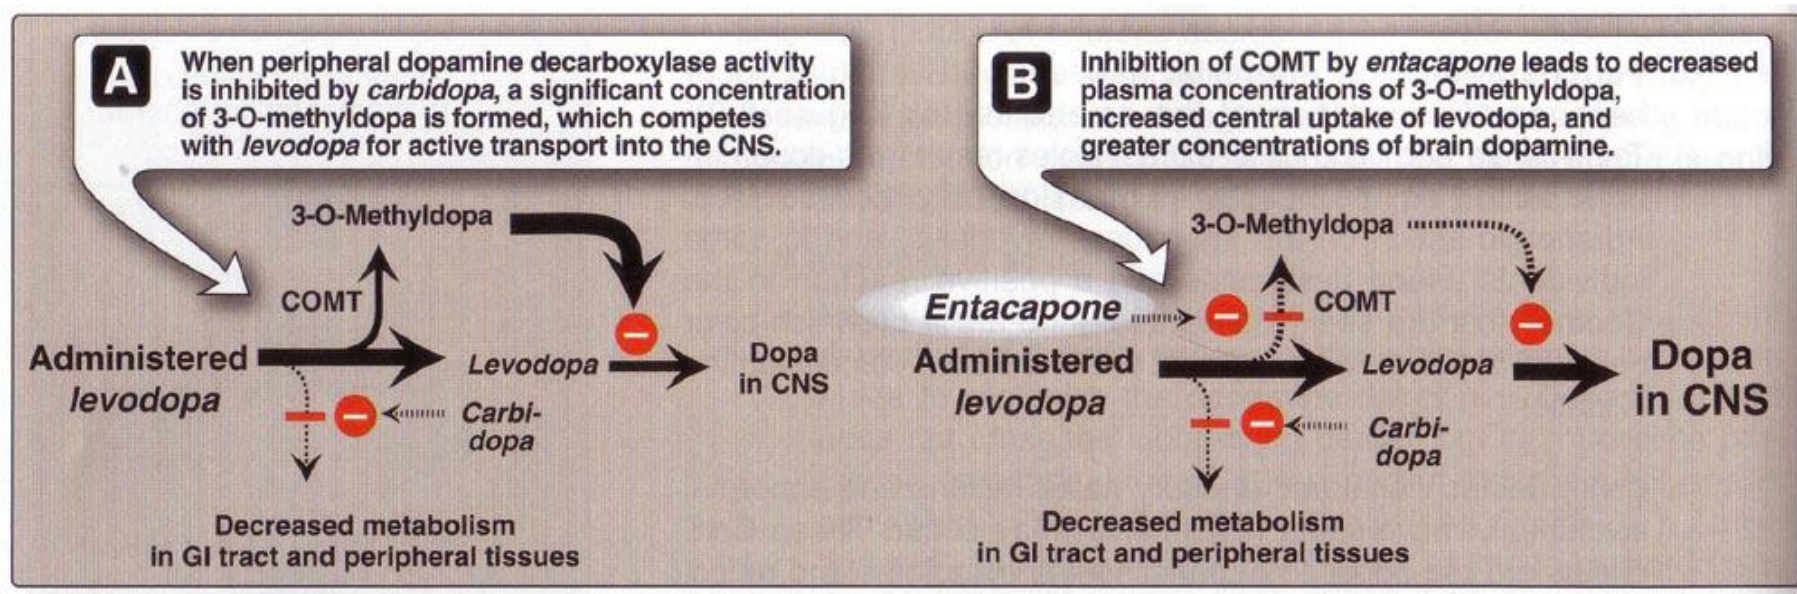 A
When peripheral dopamine decarboxylase activity
is inhibited by carbidopa, a significant concentration
of 3-O-methyldopa is formed, which competes
with levodopa for active transport into the CNS.
3-O-Methyldopa
COMT
Administered
levodopa
Levodopa
Dopa
in CNS
Carbi-
dopa
Decreased metabolism
in GI tract and peripheral tissues
B
Inhibition of COMT by entacapone leads to decreased
plasma concentrations of 3-O-methyldopa,
increased central uptake of levodopa, and
greater concentrations of brain dopamine.
3-O-Methyldopa
Entacapone
COMT
Administered
levodopa
Levodopa
Dopa
in CNS
Carbi-
dopa
Decreased metabolism
in GI tract and peripheral tissues